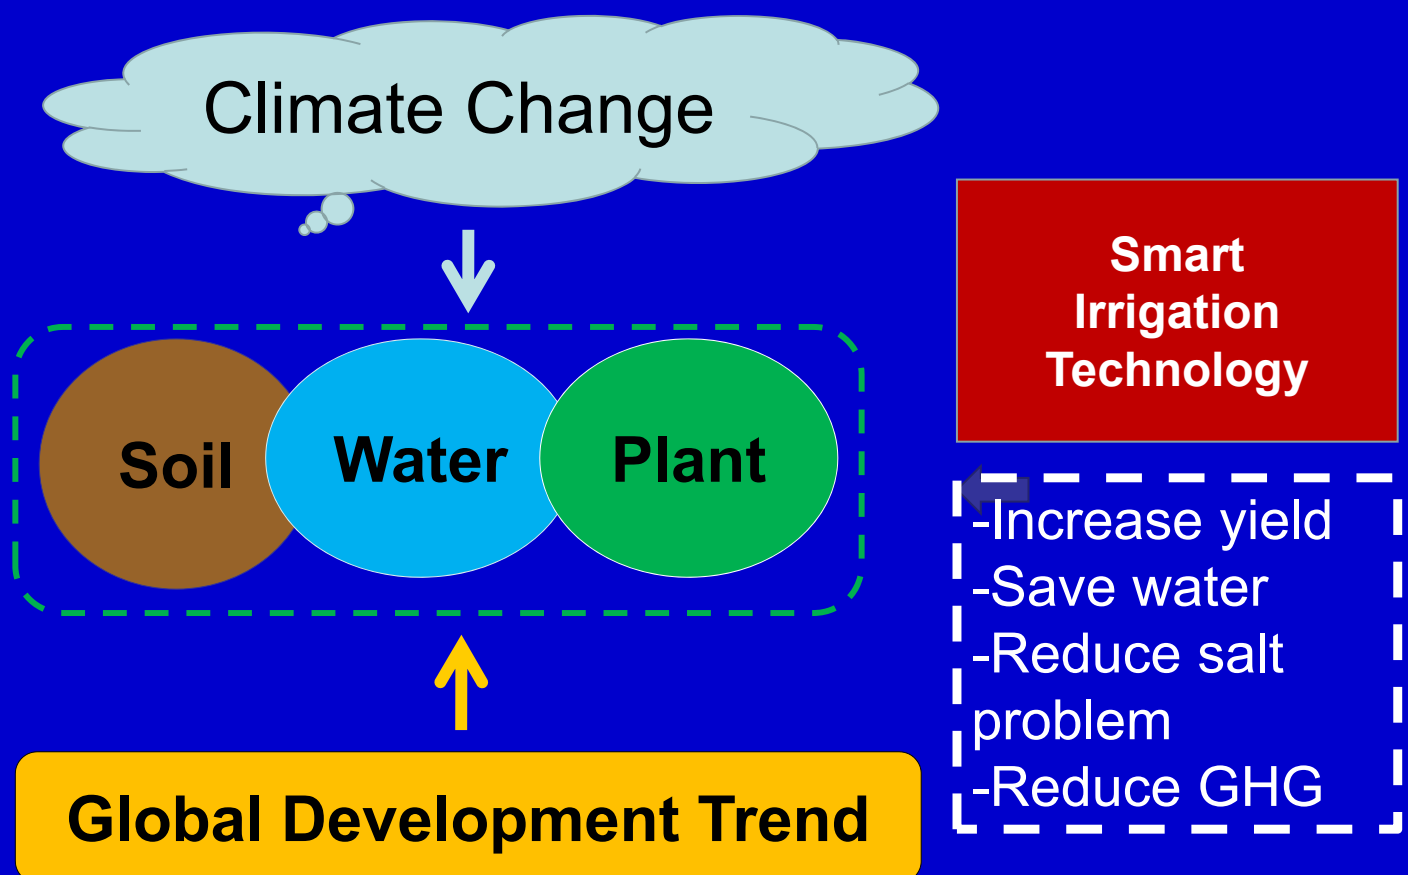 Climate Change
Smart
Irrigation
Technology
Soil
Water
Plant
-Increase yield
-Save water
-Reduce salt
problem
-Reduce GHG
Global Development Trend